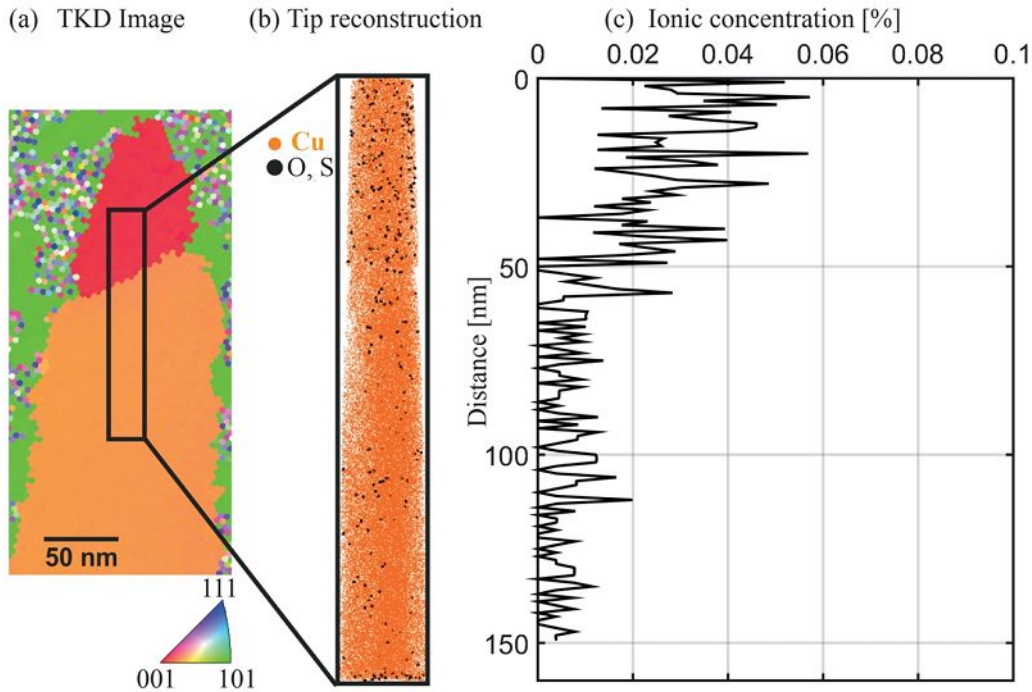 (a) TKD Image
(b) Tip reconstruction
(c) Ionic concentration [%]
0 0.02 0.04 0.06 0.08 0.1
Cu
O, S
50 nm
111
001 101
Distance [nm]
0
50
100
150